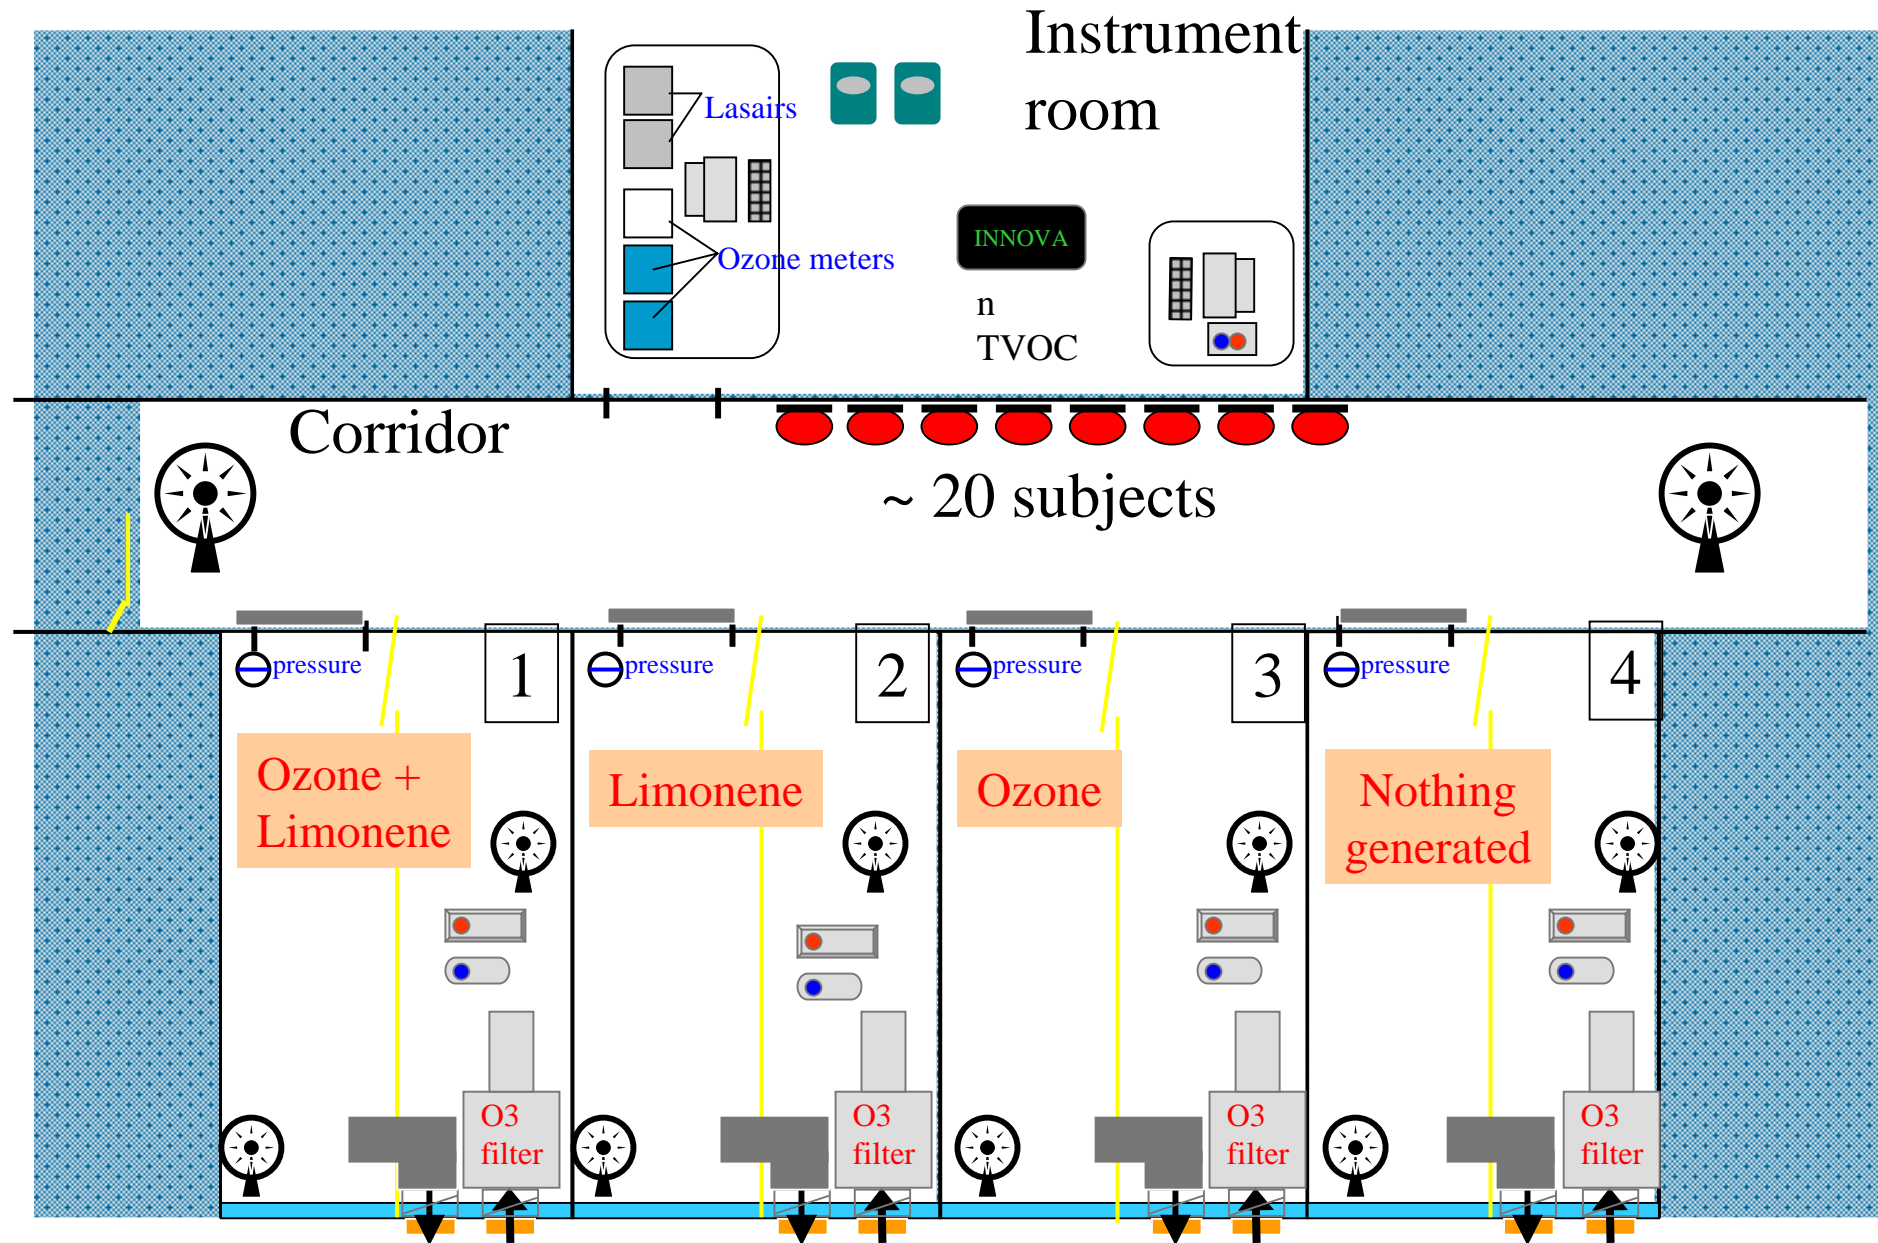 Instrument
room
Lasairs
INNOVA
Ozone meters
n
TVOC
Corridor
~ 20 subjects
pressure
1
pressure
2
pressure
3
pressure
4
Ozone +
Limonene
Limonene
Ozone
Nothing
generated
O3
filter
O3
filter
O3
filter
O3
filter